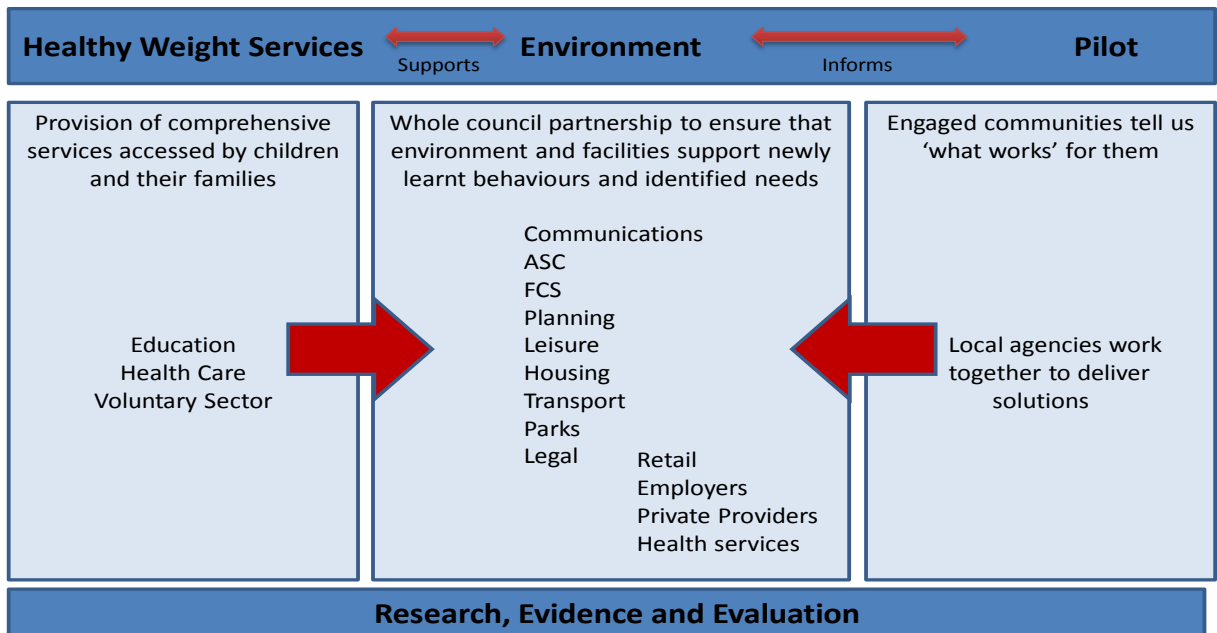 Healthy Weight Services
Supports
Environment
Informs
Pilot
Provision of comprehensive
services accessed by children
and their families
Education
Health Care
Voluntary Sector
Whole council partnership to ensure that
environment and facilities support newly
learnt behaviours and identified needs
Communications
ASC
FCS
Planning
Leisure
Housing
Transport
Parks
Legal
Retail
Employers
Private Providers
Health services
Engaged communities tell us
‘what works’ for them
Local agencies work
together to deliver
solutions
Research, Evidence and Evaluation